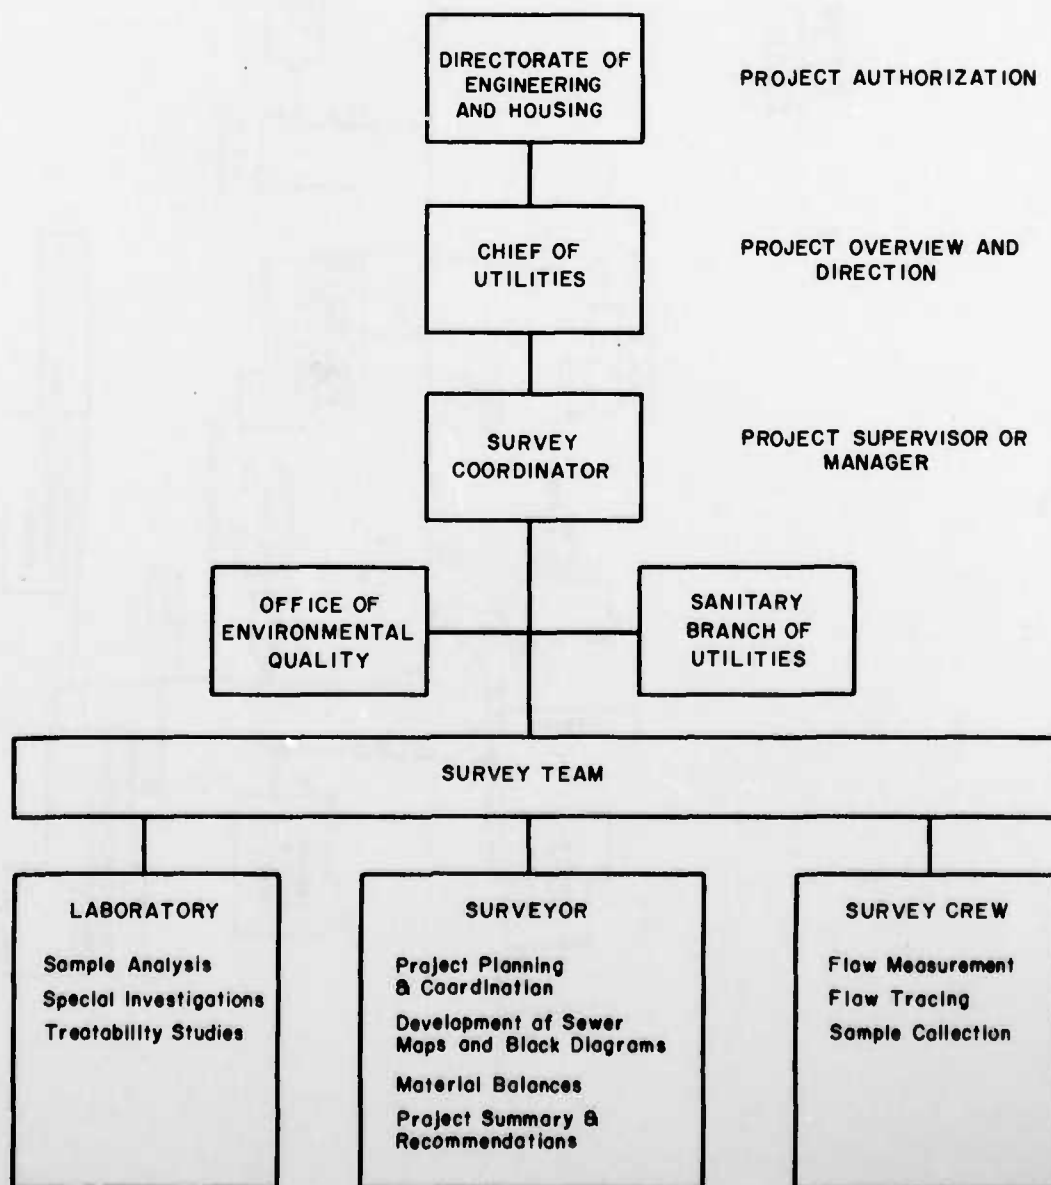 DIRECTORATE OF
ENGINEERING
AND HOUSING
PROJECT AUTHORIZATION
CHIEF OF
UTILITIES
PROJECT OVERVIEW AND
DIRECTION
SURVEY
COORDINATOR
PROJECT SUPERVISOR OR
MANAGER
OFFICE OF
ENVIRONMENTAL
QUALITY
SANITARY
BRANCH OF
UTILITIES
SURVEY TEAM
LABORATORY
Sample Analysis
Special Investigations
Treatability Studies
SURVEYOR
Project Planning
& Coordination
Development of Sewer
Maps and Block Diagrams
Material Balances
Project Summary &
Recommendations
SURVEY CREW
Flow Measurement
Flow Tracing
Sample Collection